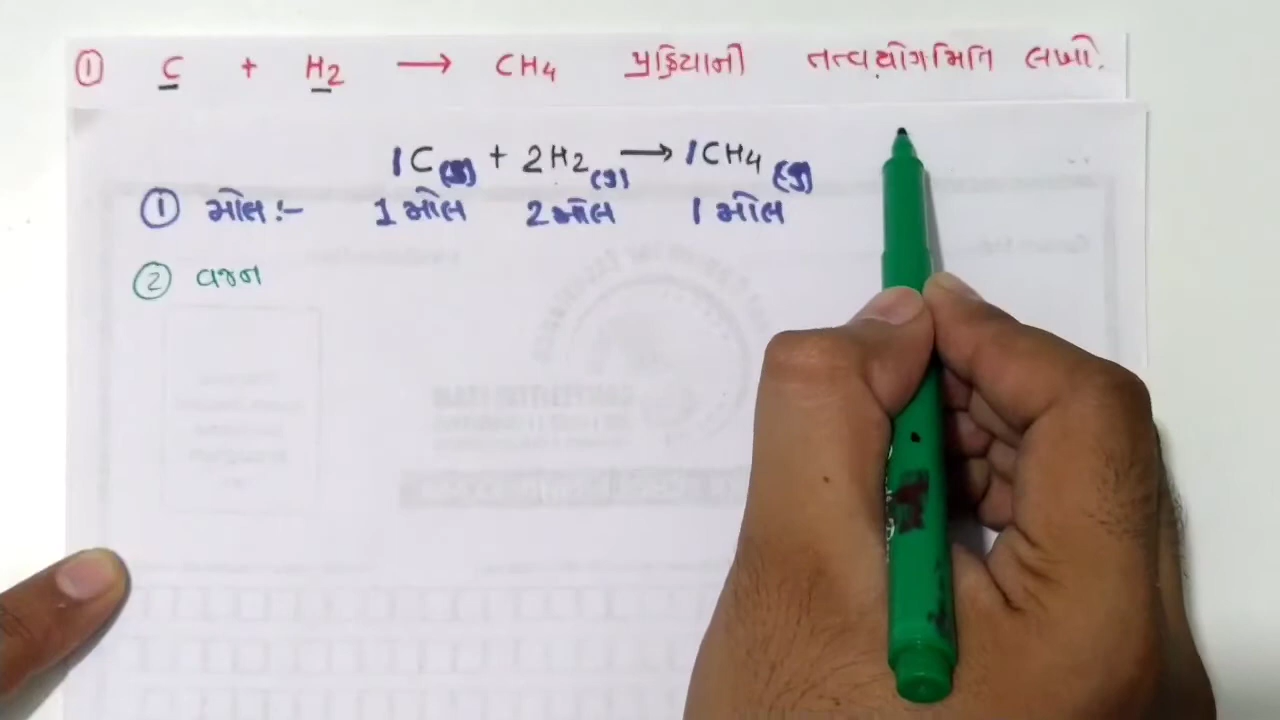 ① C + H2 → CH4 પ્રક્રિયાની તત્વયોગમિતિ લખો.
1C(g) + 2H2(g) → 1CH4(g)
① મોલ :- 1 મોલ 2 મોલ 1 મોલ
② વજન